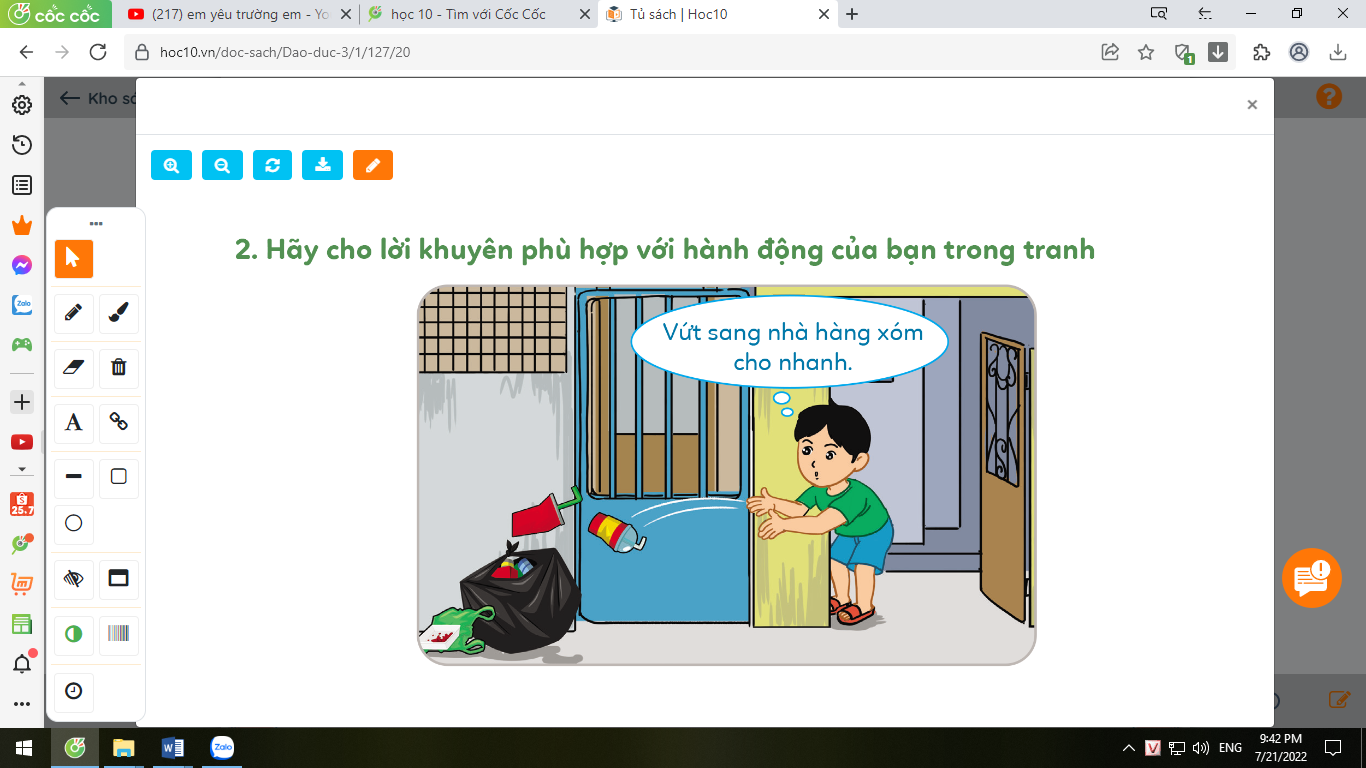 cốc cốc
(217) em yêu trường em - Yo
học 10 - Tìm với Cốc Cốc
Tủ sách | Hoc10
hoc10.vn/doc-sach/Dao-duc-3/1/127/20
1
Kho sá
2. Hãy cho lời khuyên phù hợp với hành động của bạn trong tranh
Vứt sang nhà hàng xóm
cho nhanh.
Zalo
A
25.7
Zalo
ENG
9:42 PM
7/21/2022